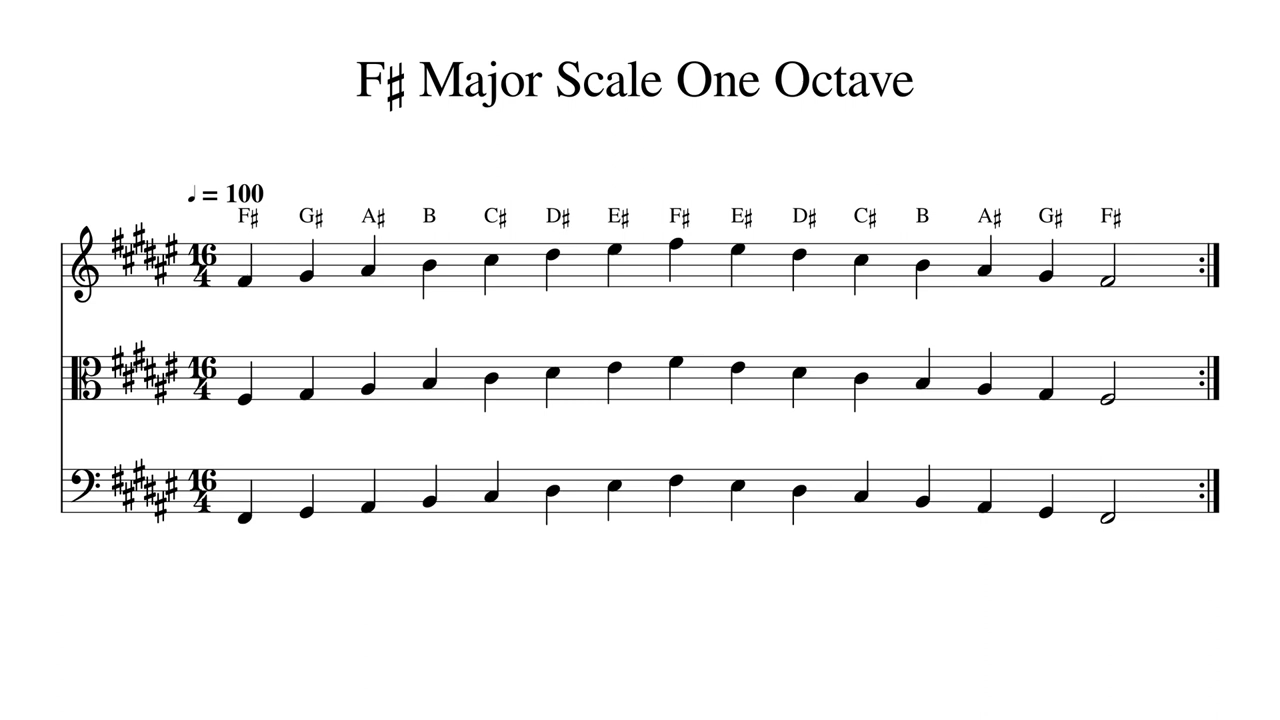 F♯ Major Scale One Octave
♩ = 100
F♯ G♯ A♯ B C♯ D♯ E♯ F♯ E♯ D♯ C♯ B A♯ G♯ F♯
16
4
16
4
16
4